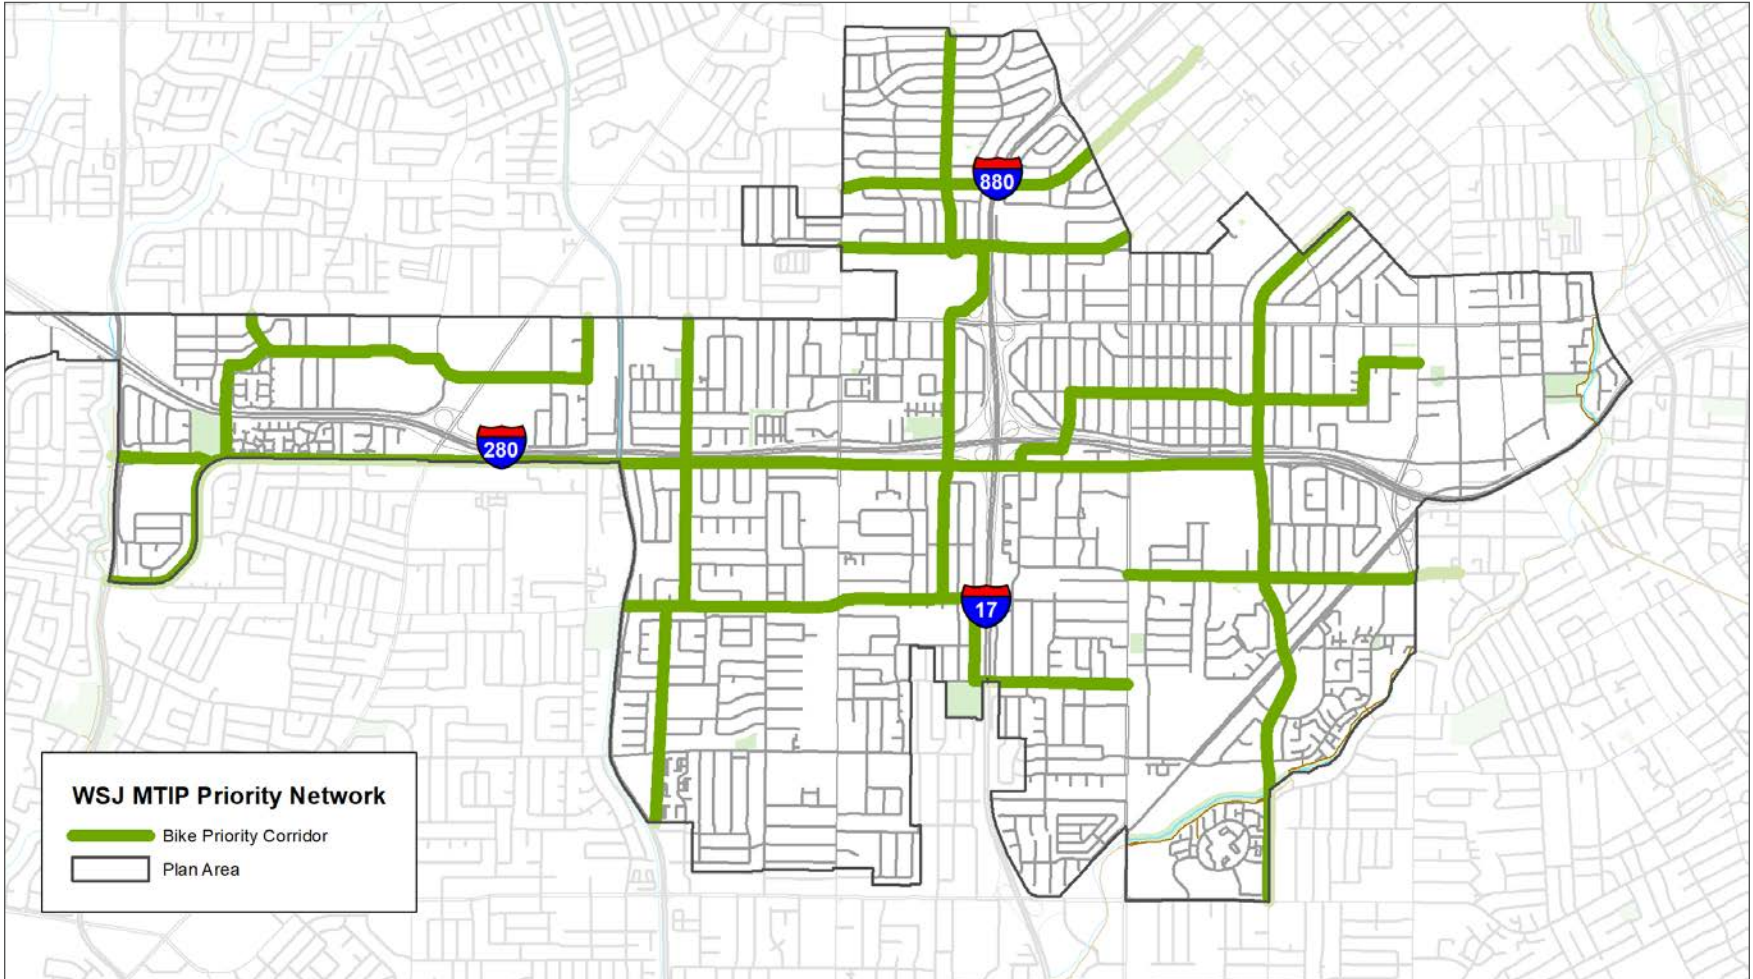 880
280
17
WSJ MTIP Priority Network
Bike Priority Corridor
Plan Area